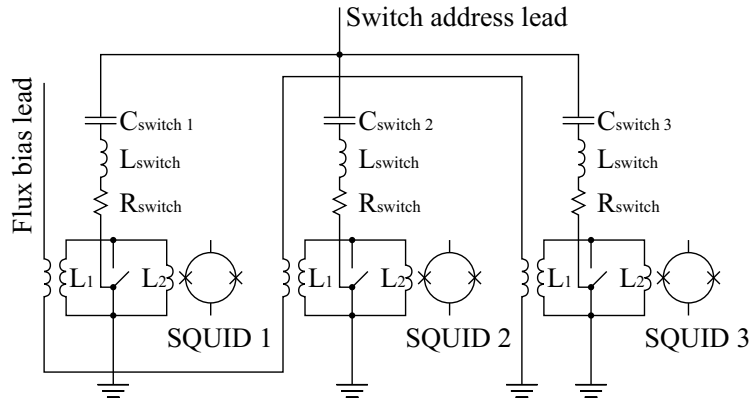 Switch address lead
Flux bias lead
Cswitch 1
Cswitch 2
Cswitch 3
Lswitch
Lswitch
Lswitch
Rswitch
Rswitch
Rswitch
L1
L2
L1
L2
L1
L2
SQUID 1
SQUID 2
SQUID 3